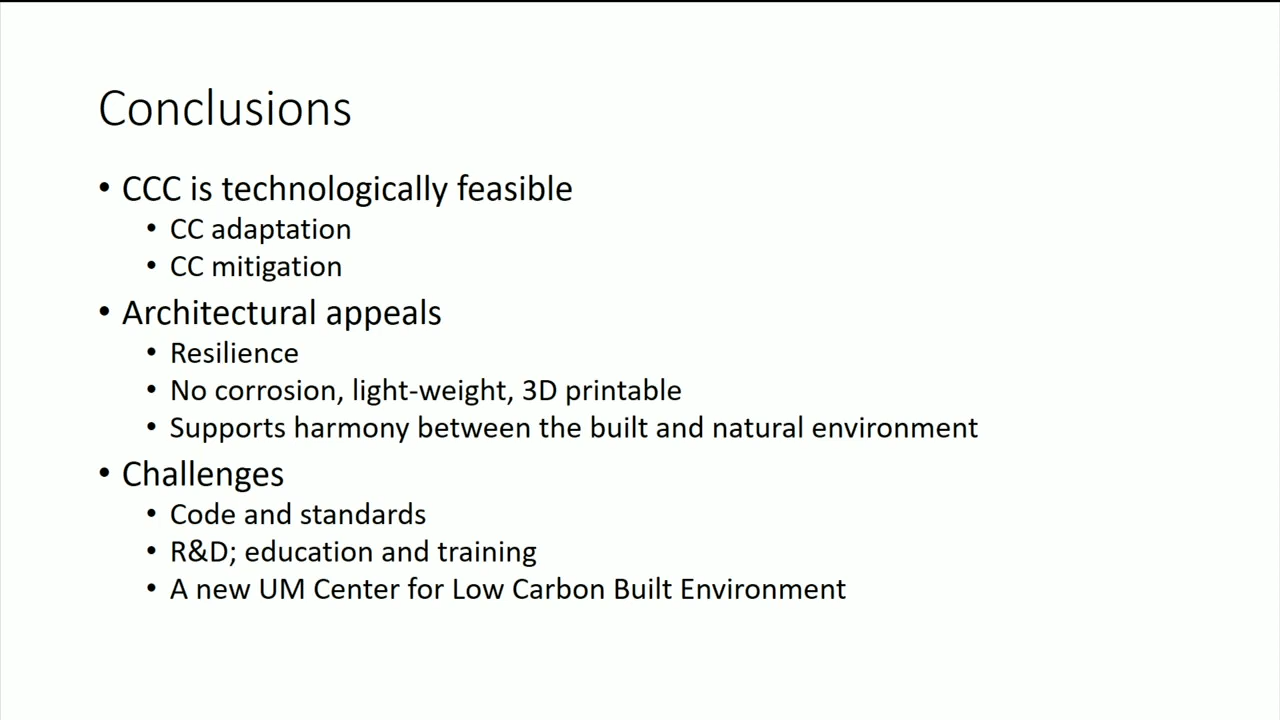 Conclusions
• CCC is technologically feasible
• CC adaptation
• CC mitigation
• Architectural appeals
• Resilience
• No corrosion, light-weight, 3D printable
• Supports harmony between the built and natural environment
• Challenges
• Code and standards
• R&D; education and training
• A new UM Center for Low Carbon Built Environment